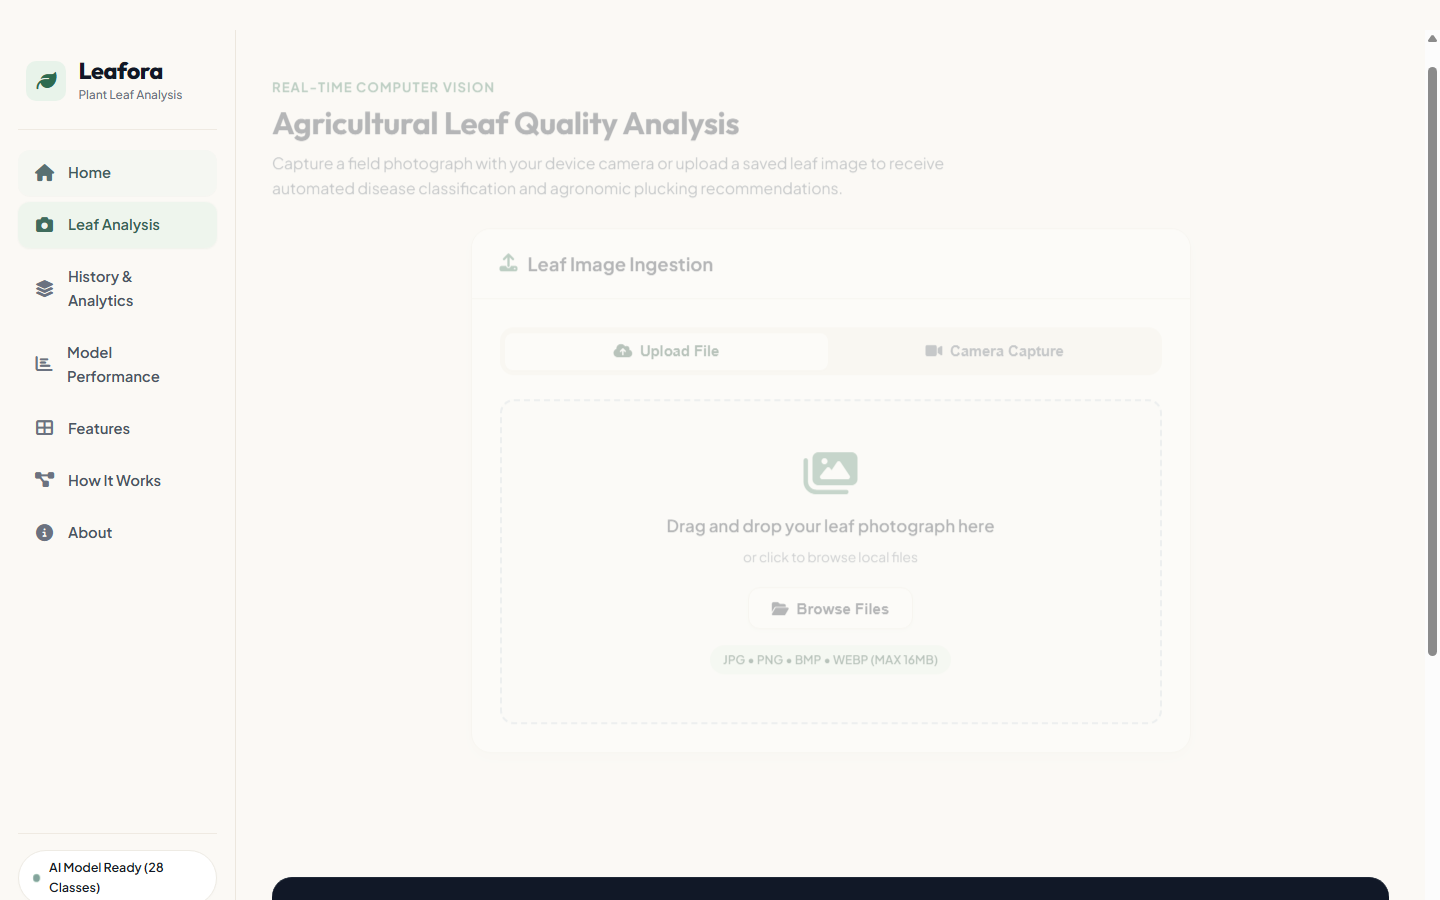 Leafora
Plant Leaf Analysis
Home
Leaf Analysis
History &
Analytics
Model
Performance
Features
How It Works
About
AI Model Ready (28
Classes)
REAL-TIME COMPUTER VISION
Agricultural Leaf Quality Analysis
Capture a field photograph with your device camera or upload a saved leaf image to receive
automated disease classification and agronomic plucking recommendations.
Leaf Image Ingestion
Upload File
Camera Capture
Drag and drop your leaf photograph here
or click to browse local files
Browse Files
JPG • PNG • BMP • WEBP (MAX 16MB)